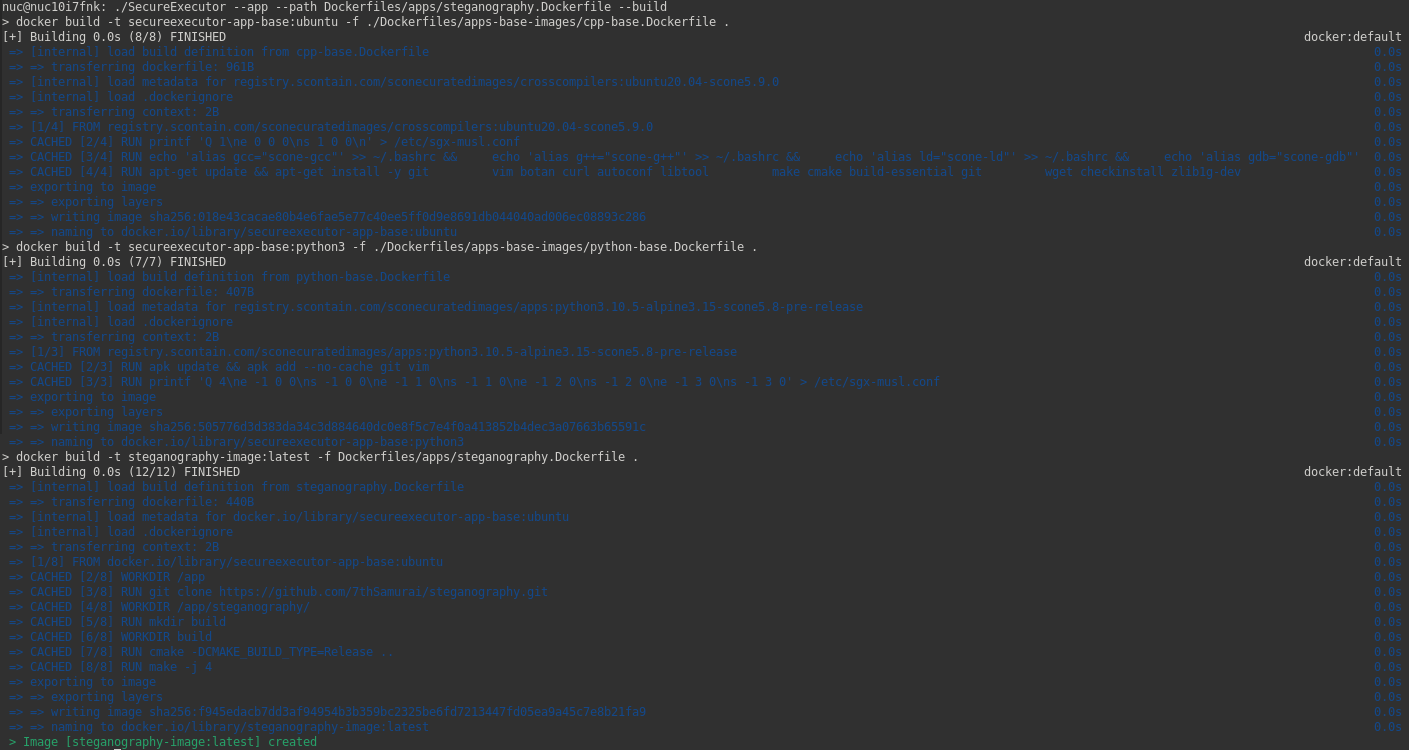 nuc@nuc10i7fnk: ./SecureExecutor --app --path Dockerfiles/apps/steganography.Dockerfile --build
> docker build -t secureexecutor-app-base:ubuntu -f ./Dockerfiles/apps-base-images/cpp-base.Dockerfile .
[+] Building 0.0s (8/8) FINISHED docker:default
=> [internal] load build definition from cpp-base.Dockerfile 0.0s
=> => transferring dockerfile: 961B 0.0s
=> [internal] load metadata for registry.scontain.com/sconecuratedimages/crosscompilers:ubuntu20.04-scone5.9.0 0.0s
=> [internal] load .dockerignore 0.0s
=> => transferring context: 2B 0.0s
=> [1/4] FROM registry.scontain.com/sconecuratedimages/crosscompilers:ubuntu20.04-scone5.9.0 0.0s
=> CACHED [2/4] RUN printf 'Q 1\ne 0 0 0\ns 1 0 0\n' > /etc/sgx-musl.conf 0.0s
=> CACHED [3/4] RUN echo 'alias gcc="scone-gcc"' >> ~/.bashrc && echo 'alias g++="scone-g++"' >> ~/.bashrc && echo 'alias ld="scone-ld"' >> ~/.bashrc && echo 'alias gdb="scone-gdb"' 0.0s
=> CACHED [4/4] RUN apt-get update && apt-get install -y git vim botan curl autoconf libtool make cmake build-essential git wget checkinstall zlib1g-dev 0.0s
=> exporting to image 0.0s
=> => exporting layers 0.0s
=> => writing image 0.0s
=> => naming to docker.io/library/secureexecutor-app-base:ubuntu 0.0s
> docker build -t secureexecutor-app-base:python3 -f ./Dockerfiles/apps-base-images/python-base.Dockerfile .
[+] Building 0.0s (7/7) FINISHED docker:default
=> [internal] load build definition from python-base.Dockerfile 0.0s
=> => transferring dockerfile: 407B 0.0s
=> [internal] load metadata for registry.scontain.com/sconecuratedimages/apps:python3.10.5-alpine3.15-scone5.8-pre-release 0.0s
=> [internal] load .dockerignore 0.0s
=> => transferring context: 2B 0.0s
=> [1/3] FROM registry.scontain.com/sconecuratedimages/apps:python3.10.5-alpine3.15-scone5.8-pre-release 0.0s
=> CACHED [2/3] RUN apk update && apk add --no-cache git vim 0.0s
=> CACHED [3/3] RUN printf 'Q 4\ne -1 0 0\ns -1 0 0\ne -1 1 0\ns -1 1 0\ne -1 2 0\ns -1 2 0\ne -1 3 0\ns -1 3 0' > /etc/sgx-musl.conf 0.0s
=> exporting to image 0.0s
=> => exporting layers 0.0s
=> => writing image 0.0s
=> => naming to docker.io/library/secureexecutor-app-base:python3 0.0s
> docker build -t steganography-image:latest -f Dockerfiles/apps/steganography.Dockerfile .
[+] Building 0.0s (12/12) FINISHED docker:default
=> [internal] load build definition from steganography.Dockerfile 0.0s
=> => transferring dockerfile: 440B 0.0s
=> [internal] load metadata for docker.io/library/secureexecutor-app-base:ubuntu 0.0s
=> [internal] load .dockerignore 0.0s
=> => transferring context: 2B 0.0s
=> [1/8] FROM docker.io/library/secureexecutor-app-base:ubuntu 0.0s
=> CACHED [2/8] WORKDIR /app 0.0s
=> CACHED [3/8] RUN git clone https://github.com/7thSamurai/steganography.git 0.0s
=> CACHED [4/8] WORKDIR /app/steganography/ 0.0s
=> CACHED [5/8] RUN mkdir build 0.0s
=> CACHED [6/8] WORKDIR build 0.0s
=> CACHED [7/8] RUN cmake -DCMAKE_BUILD_TYPE=Release .. 0.0s
=> CACHED [8/8] RUN make -j 4 0.0s
=> exporting to image 0.0s
=> => exporting layers 0.0s
=> => writing image 0.0s
=> => naming to docker.io/library/steganography-image:latest 0.0s
> Image [steganography-image:latest] created